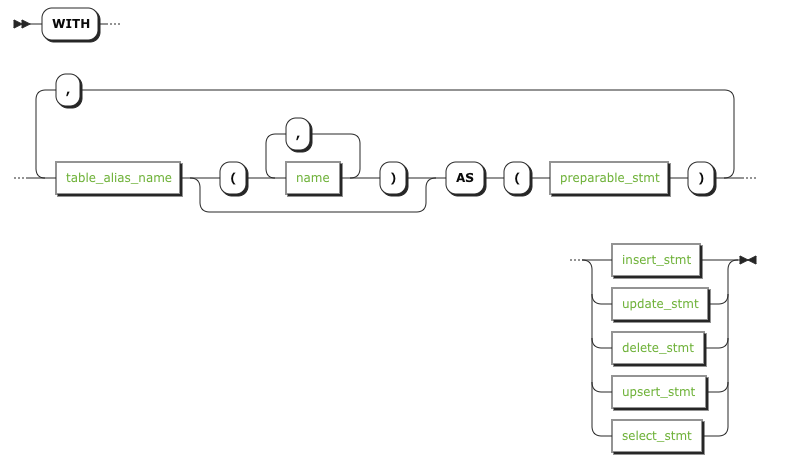 WITH
,
,
table_alias_name ( name ) AS ( preparable_stmt )
insert_stmt
update_stmt
delete_stmt
upsert_stmt
select_stmt